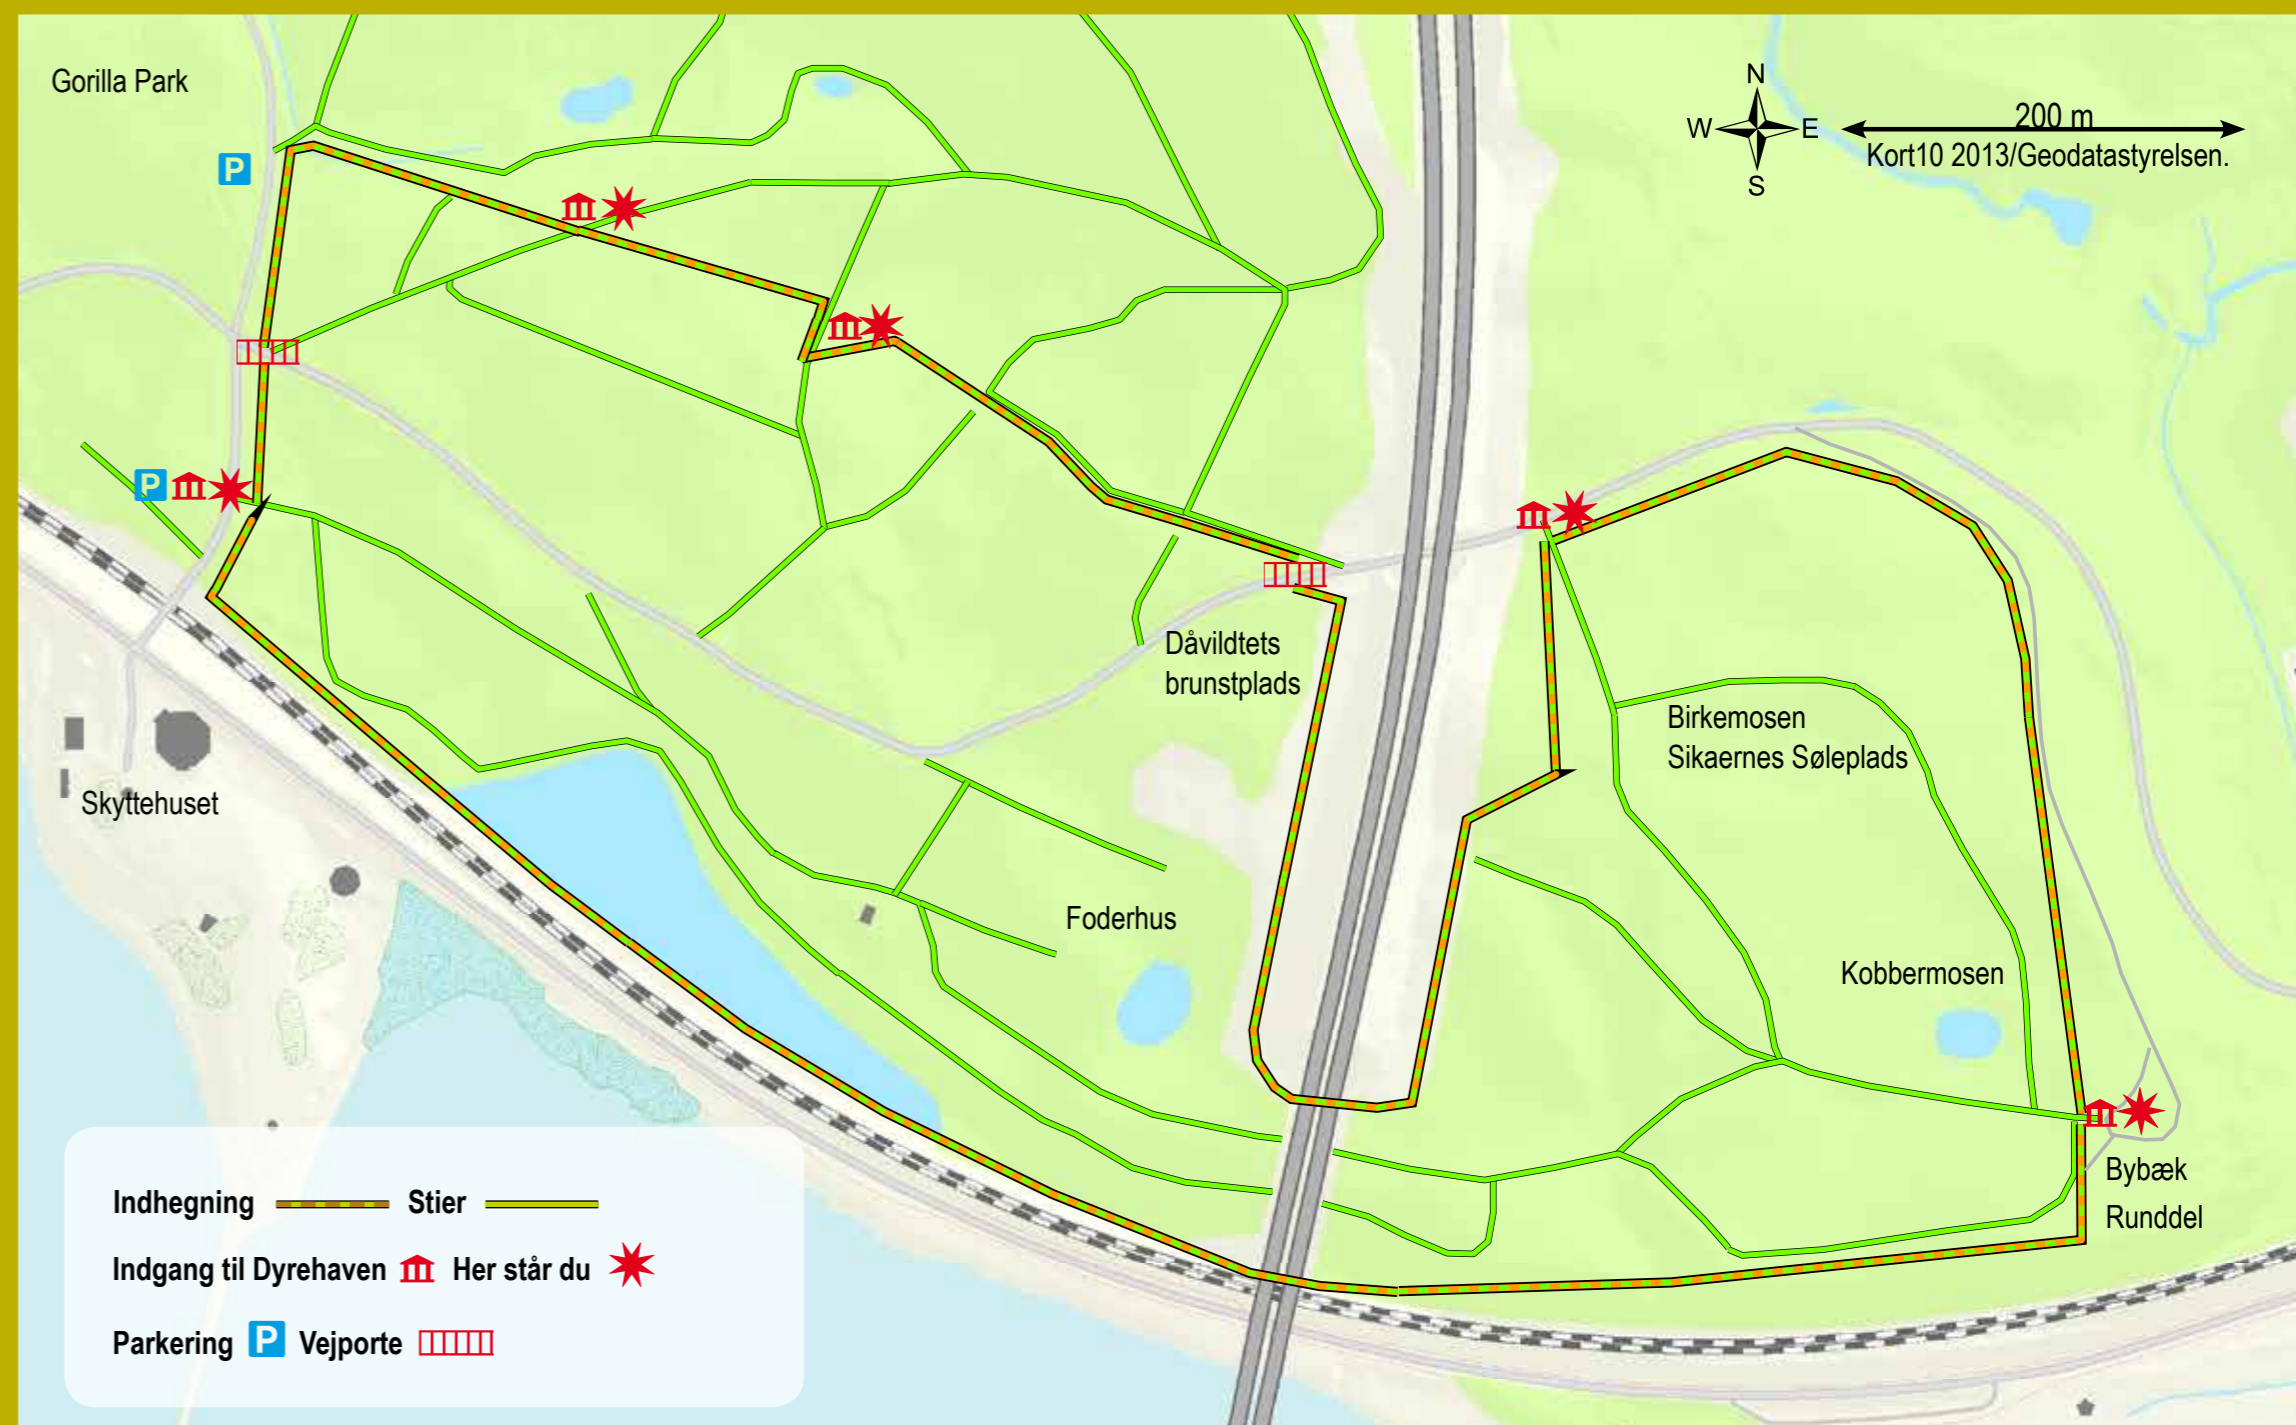 Gorilla Park
N
W E
S
200 m
Kort10 2013/Geodatastyrelsen.
P
P
Dåvildtets
brunstplads
Birkemosen
Sikaernes Søleplads
Skyttehuset
Foderhus
Kobbermosen
Bybæk
Runddel
Indhegning Stier
Indgang til Dyrehaven Her står du
Parkering P Vejporte